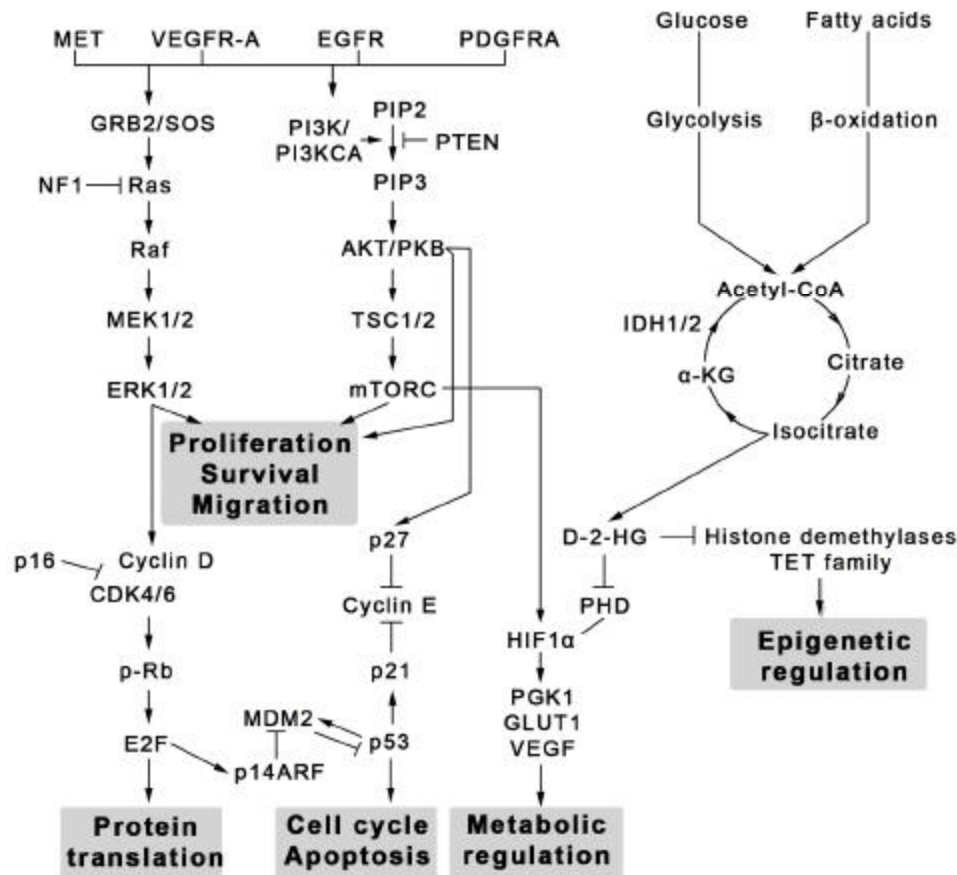 MET
VEGFR-A
EGFR
PDGFRA
Glucose
Fatty acids
GRB2/SOS
PI3K/
PI3KCA
PIP2
PTEN
Glycolysis
β-oxidation
NF1
Ras
PIP3
Raf
AKT/PKB
Acetyl-CoA
MEK1/2
TSC1/2
IDH1/2
Citrate
α-KG
ERK1/2
mTORC
Isocitrate
Proliferation
Survival
Migration
p16
Cyclin D
CDK4/6
p27
D-2-HG
Histone demethylases
TET family
Cyclin E
PHD
HIF1α
Epigenetic
regulation
p-Rb
p21
PGK1
GLUT1
VEGF
MDM2
E2F
p53
p14ARF
Protein
translation
Cell cycle
Apoptosis
Metabolic
regulation